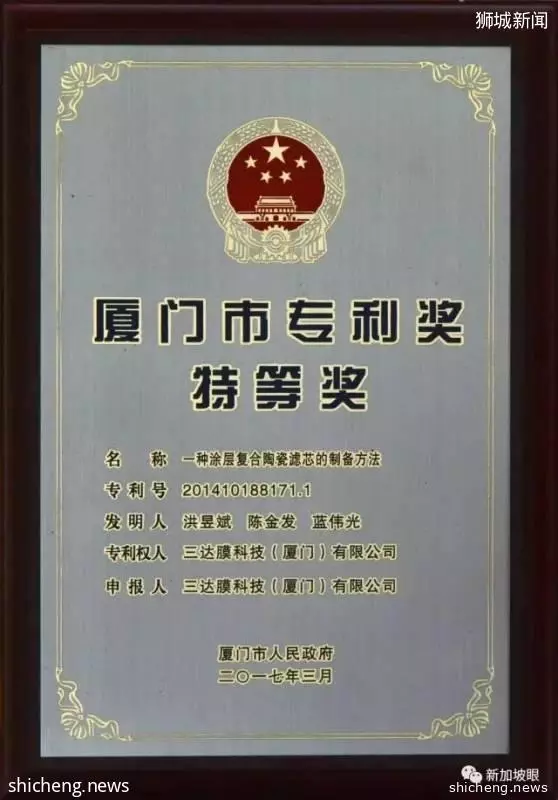 狮城新闻
厦门市专利奖
特等奖
名称 一种涂层复合陶瓷滤芯的制备方法
专利号 201410188171.1
发明人 洪昱斌 陈金发 蓝伟光
专利权人 三达膜科技(厦门)有限公司
申报人 三达膜科技(厦门)有限公司
厦门市人民政府
二〇一七年三月
新加坡眼
shicheng.news
shicheng.news